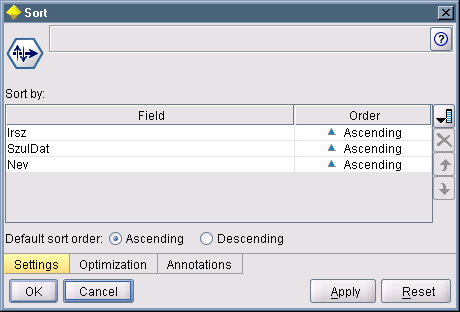 Sort
Sort by:
Field Order
Irsz Ascending
SzulDat Ascending
Nev Ascending
Default sort order: Ascending Descending
Settings Optimization Annotations
OK Cancel Apply Reset